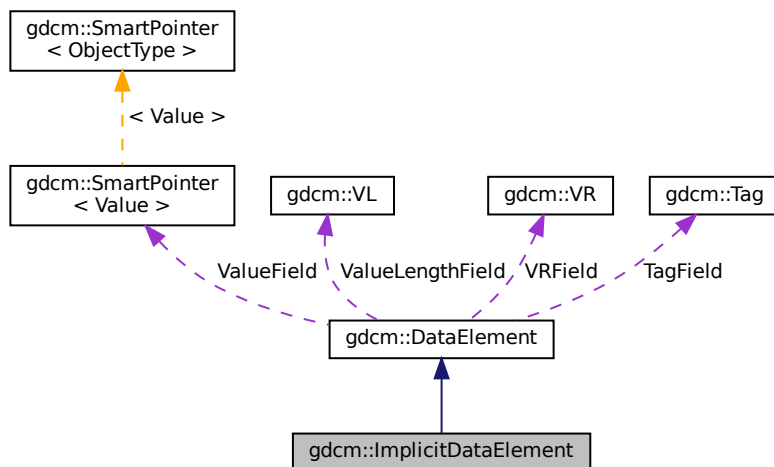 gdcm::SmartPointer
< ObjectType >
< Value >
gdcm::SmartPointer
< Value >
gdcm::VL
gdcm::VR
gdcm::Tag
ValueField
ValueLengthField
VRField
TagField
gdcm::DataElement
gdcm::ImplicitDataElement